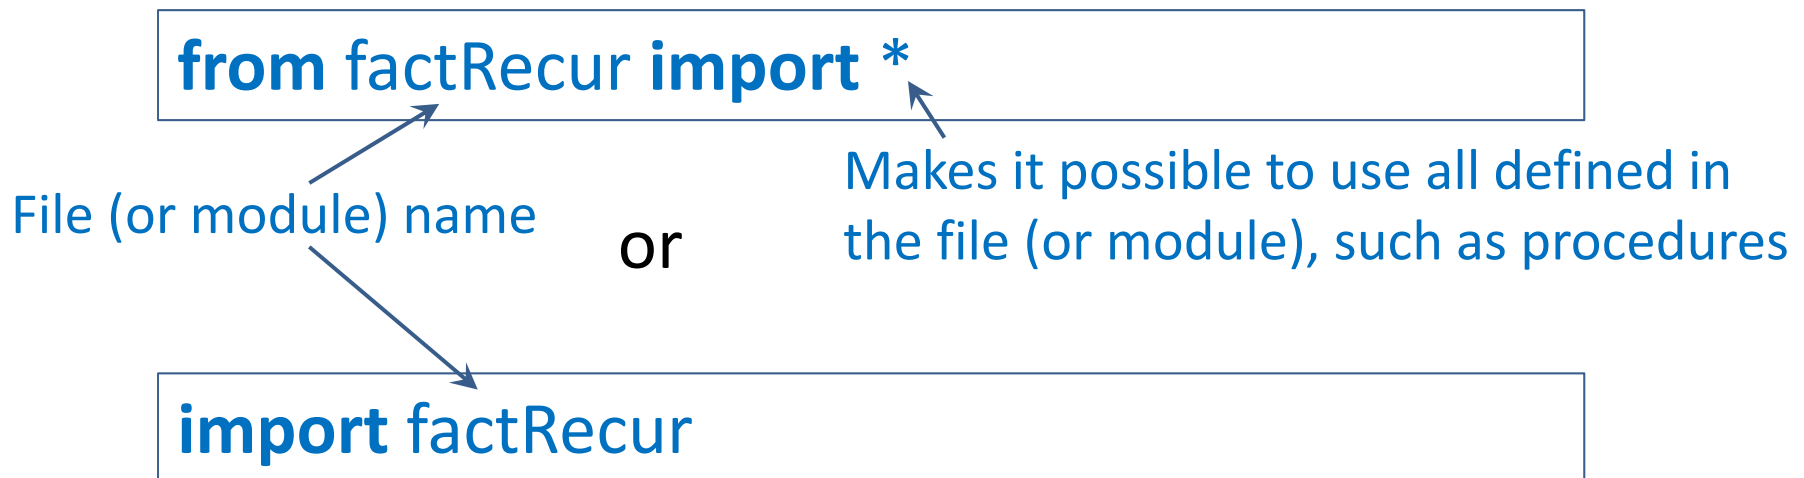 from factRecur import *
Makes it possible to use all defined in
File (or module) name
the file (or module), such as procedures
or
import factRecur